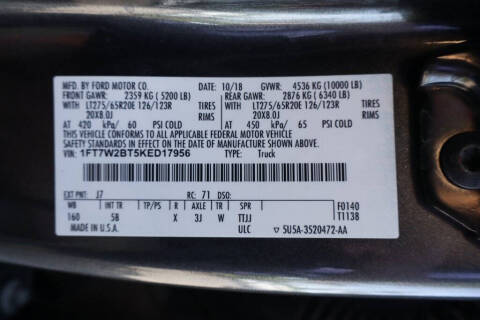 MFD. BY FORD MOTOR CO. DATE: 10/18 GVWR: 4536 KG (10000 LB)
FRONT GAWR: 2359 KG (5200 LB) REAR GAWR: 2876 KG (6340 LB)
WITH LT275/65R20E 126/123R TIRES WITH LT275/65R20E 126/123R TIRES
20X8.0J RIMS 20X8.0J RIMS
AT 420 kPa/ 60 PSI COLD AT 450 kPa/ 65 PSI COLD
THIS VEHICLE CONFORMS TO ALL APPLICABLE FEDERAL MOTOR VEHICLE
SAFETY STANDARDS IN EFFECT ON THE DATE OF MANUFACTURE SHOWN ABOVE.
VIN: 1FT7W2BT5KED17956 TYPE: Truck
EXT PNT: J7 RC: 71 DSO:
WB INT TR TP/PS R AXLE TR SPR F0140
160 5B X 3J W TTJJ T1138
MADE IN U.S.A. ULC 5U5A-3520472-AA